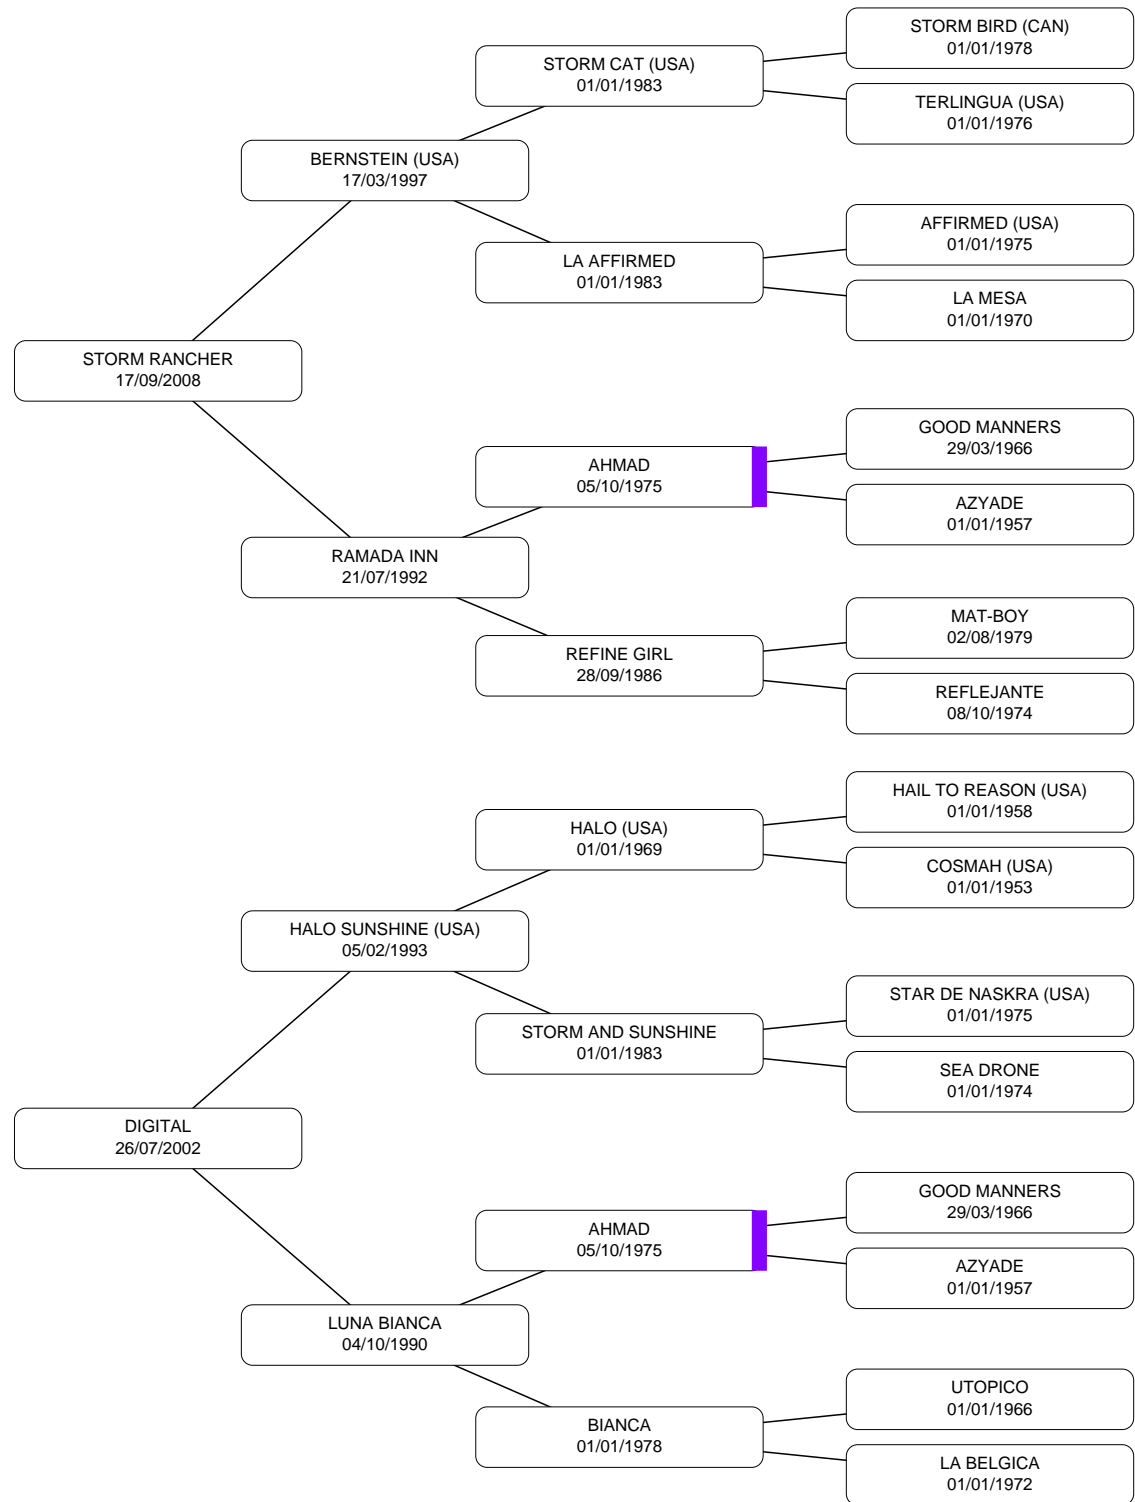 STORM BIRD (CAN)
01/01/1978
STORM CAT (USA)
01/01/1983
TERLINGUA (USA)
01/01/1976
BERNSTEIN (USA)
17/03/1997
AFFIRMED (USA)
01/01/1975
LA AFFIRMED
01/01/1983
LA MESA
01/01/1970
STORM RANCHER
17/09/2008
GOOD MANNERS
29/03/1966
AHMAD
05/10/1975
AZYADE
01/01/1957
RAMADA INN
21/07/1992
MAT-BOY
02/08/1979
REFINE GIRL
28/09/1986
REFLEJANTE
08/10/1974
HAIL TO REASON (USA)
01/01/1958
HALO (USA)
01/01/1969
COSMAH (USA)
01/01/1953
HALO SUNSHINE (USA)
05/02/1993
STAR DE NASKRA (USA)
01/01/1975
STORM AND SUNSHINE
01/01/1983
SEA DRONE
01/01/1974
DIGITAL
26/07/2002
GOOD MANNERS
29/03/1966
AHMAD
05/10/1975
AZYADE
01/01/1957
LUNA BIANCA
04/10/1990
UTOPICO
01/01/1966
BIANCA
01/01/1978
LA BELGICA
01/01/1972